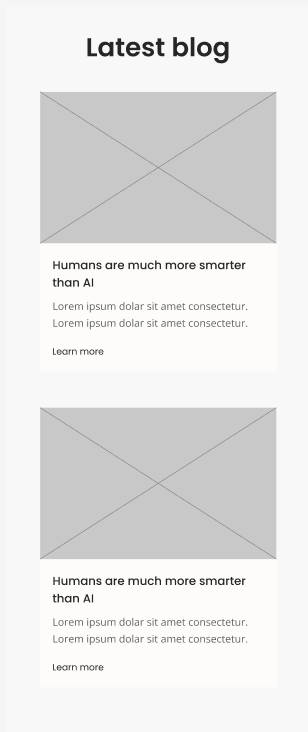 Latest blog
Humans are much more smarter
than AI
Lorem ipsum dolar sit amet consectetur.
Lorem ipsum dolar sit amet consectetur.
Learn more
Humans are much more smarter
than AI
Lorem ipsum dolar sit amet consectetur.
Lorem ipsum dolar sit amet consectetur.
Learn more